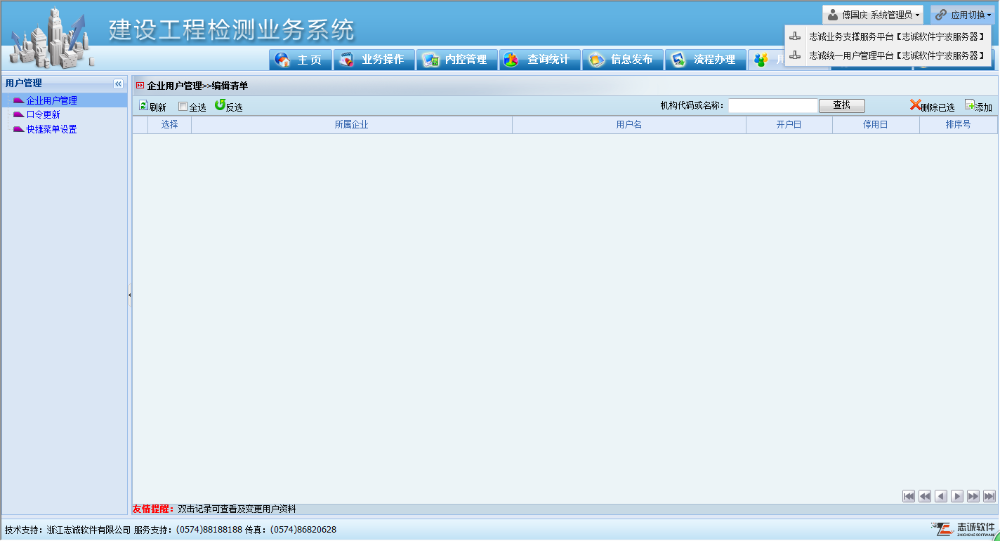 傅国庆 系统管理员
应用切换
建设工程检测业务系统
志诚业务支撑服务平台【志诚软件宁波服务器】
志诚统一用户管理平台【志诚软件宁波服务器】
主 页
业务操作
内控管理
查询统计
信息发布
流程办理
用户管理
企业用户管理>>编辑清单
企业用户管理
口令更新
快捷菜单设置
刷新
全选
反选
机构代码或名称：
查找
删除已选
添加
选择
所属企业
用户名
开户日
停用日
排序号
友情提醒：双击记录可查看及变更用户资料
技术支持：浙江志诚软件有限公司 服务支持：(0574)88188188 传真：(0574)86820628
志诚软件
ZHICHENG SOFTWARE